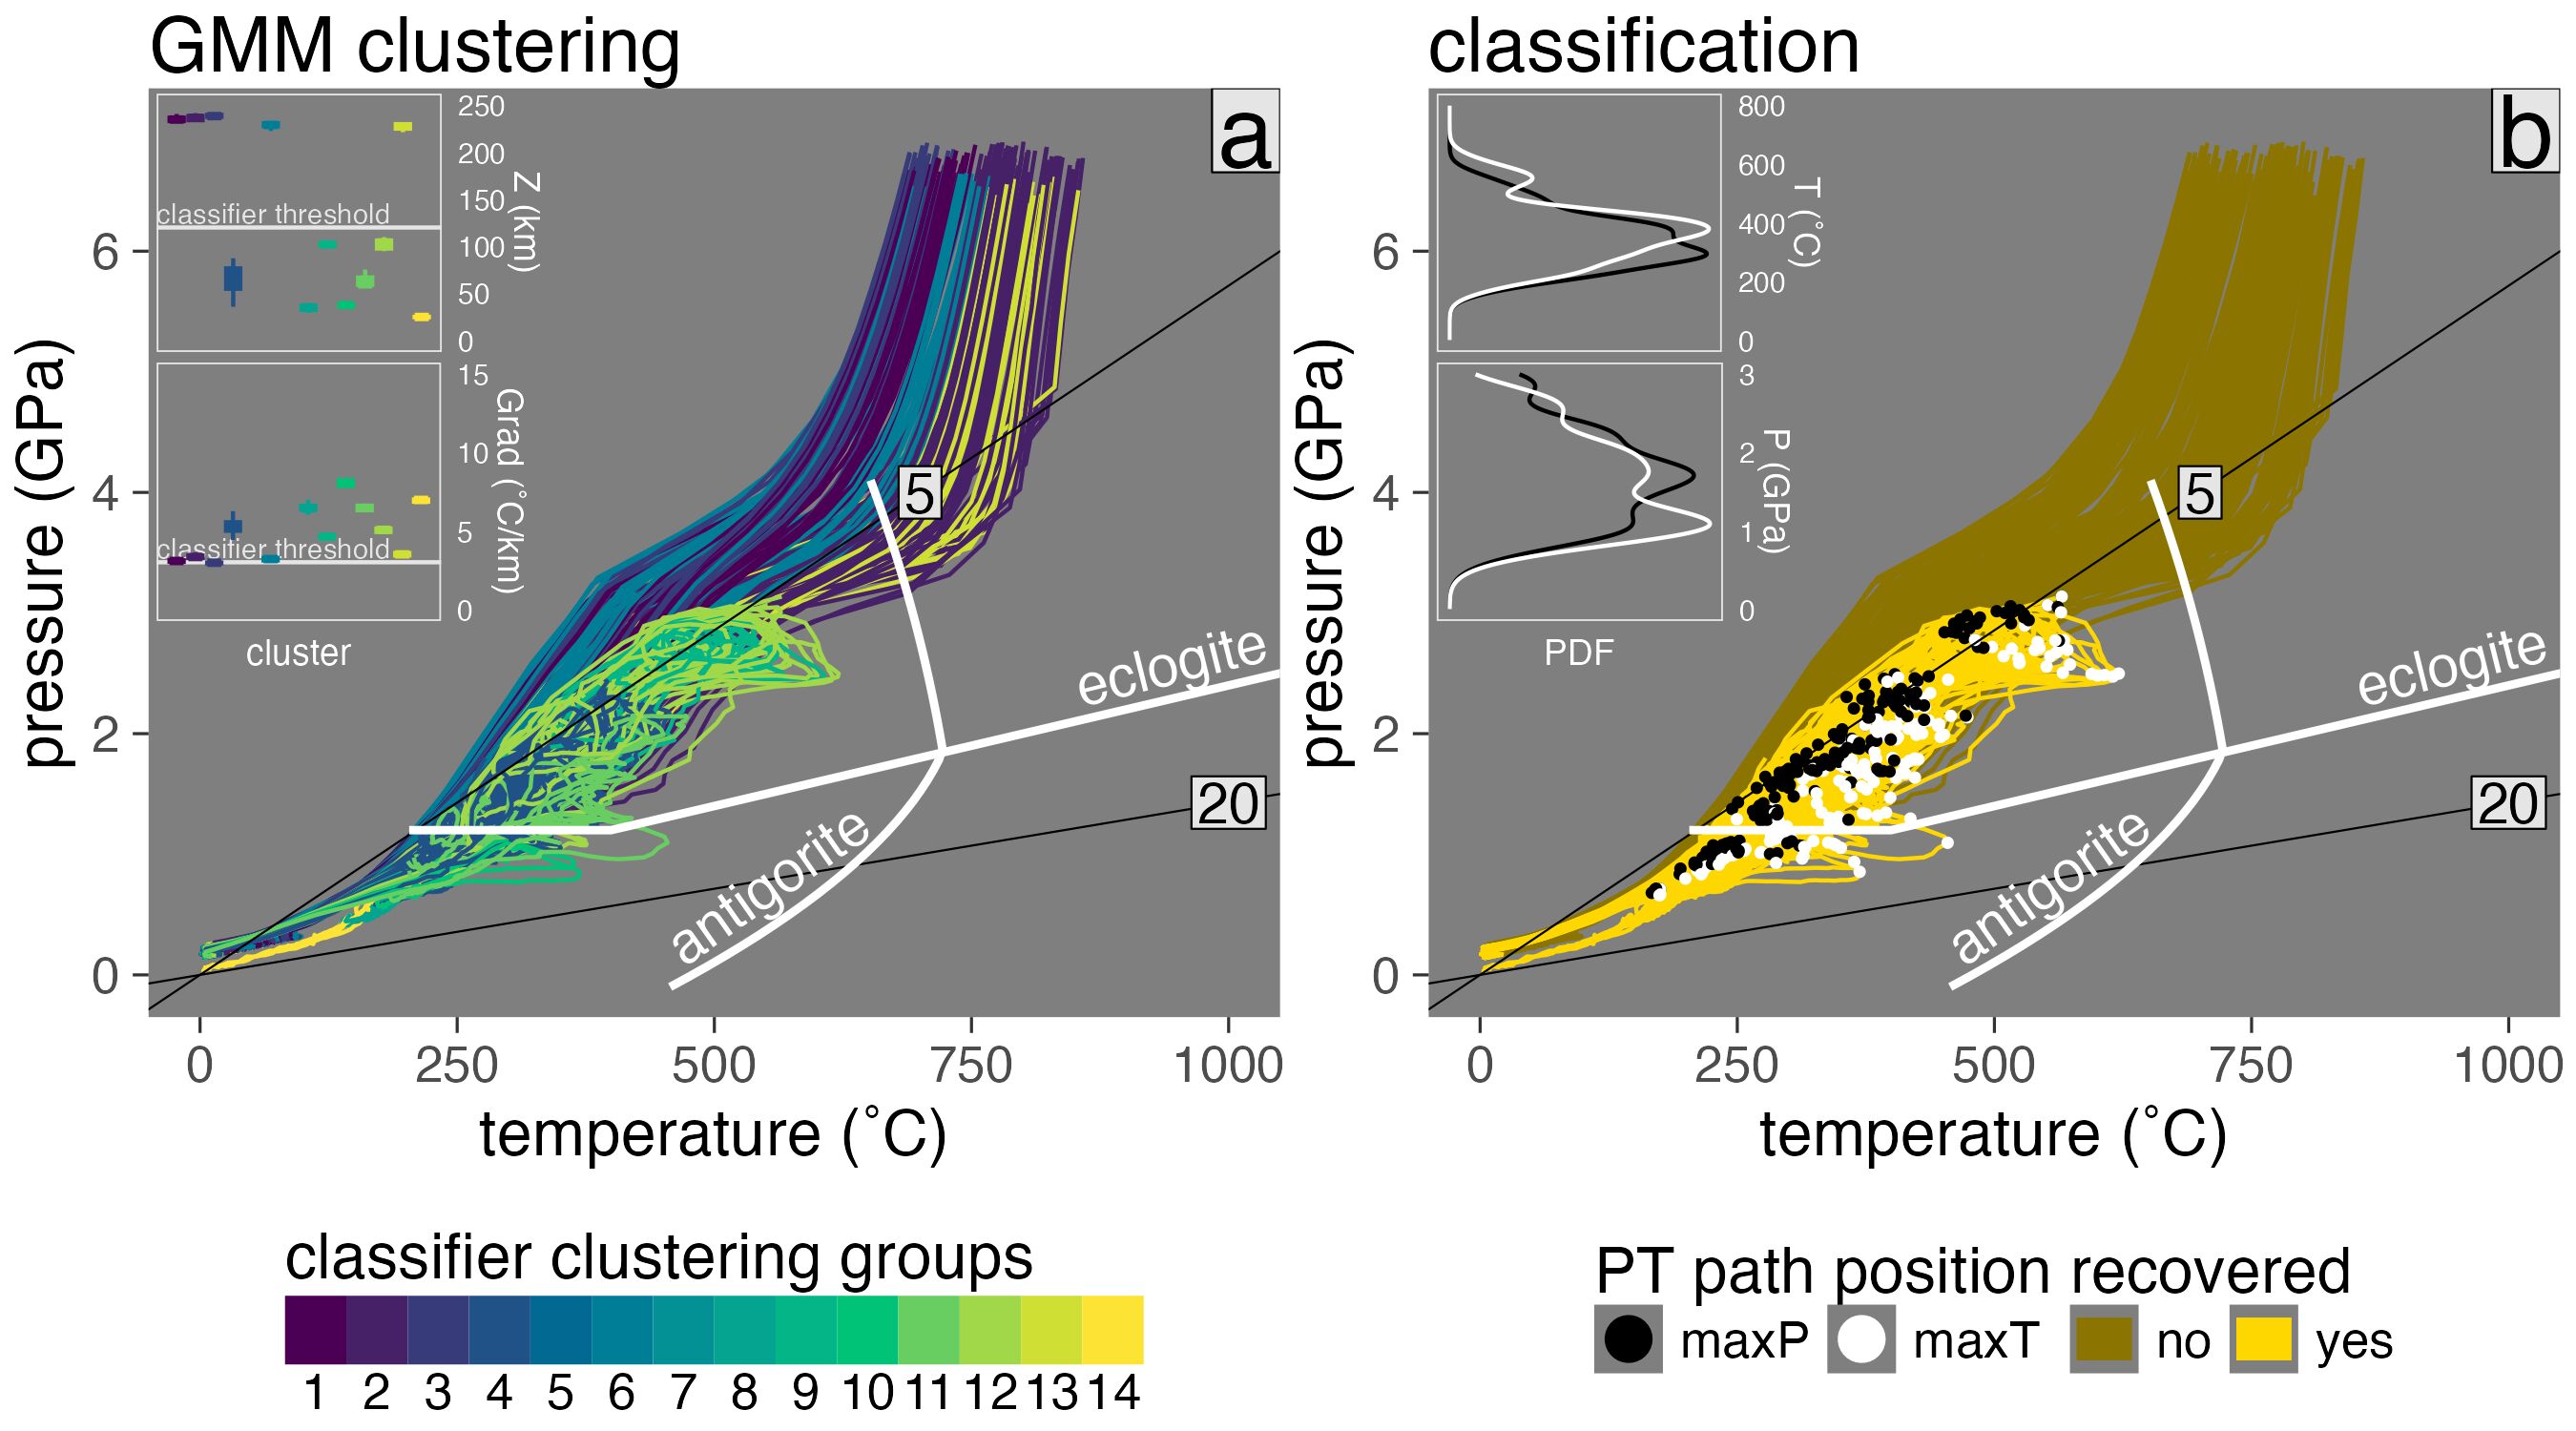 GMM clustering
a
250
200
150
100
50
0
Z (km)
classifier threshold
15
10
5
0
Grad (˚C/km)
classifier threshold
cluster
5
20
eclogite
antigorite
6
4
2
0
pressure (GPa)
0 250 500 750 1000
temperature (˚C)
classification
b
800
600
400
200
0
T (˚C)
3
2
1
0
P (GPa)
PDF
5
20
eclogite
antigorite
6
4
2
0
pressure (GPa)
0 250 500 750 1000
temperature (˚C)
classifier clustering groups
1 2 3 4 5 6 7 8 9 10 11 12 13 14
PT path position recovered
maxP maxT no yes